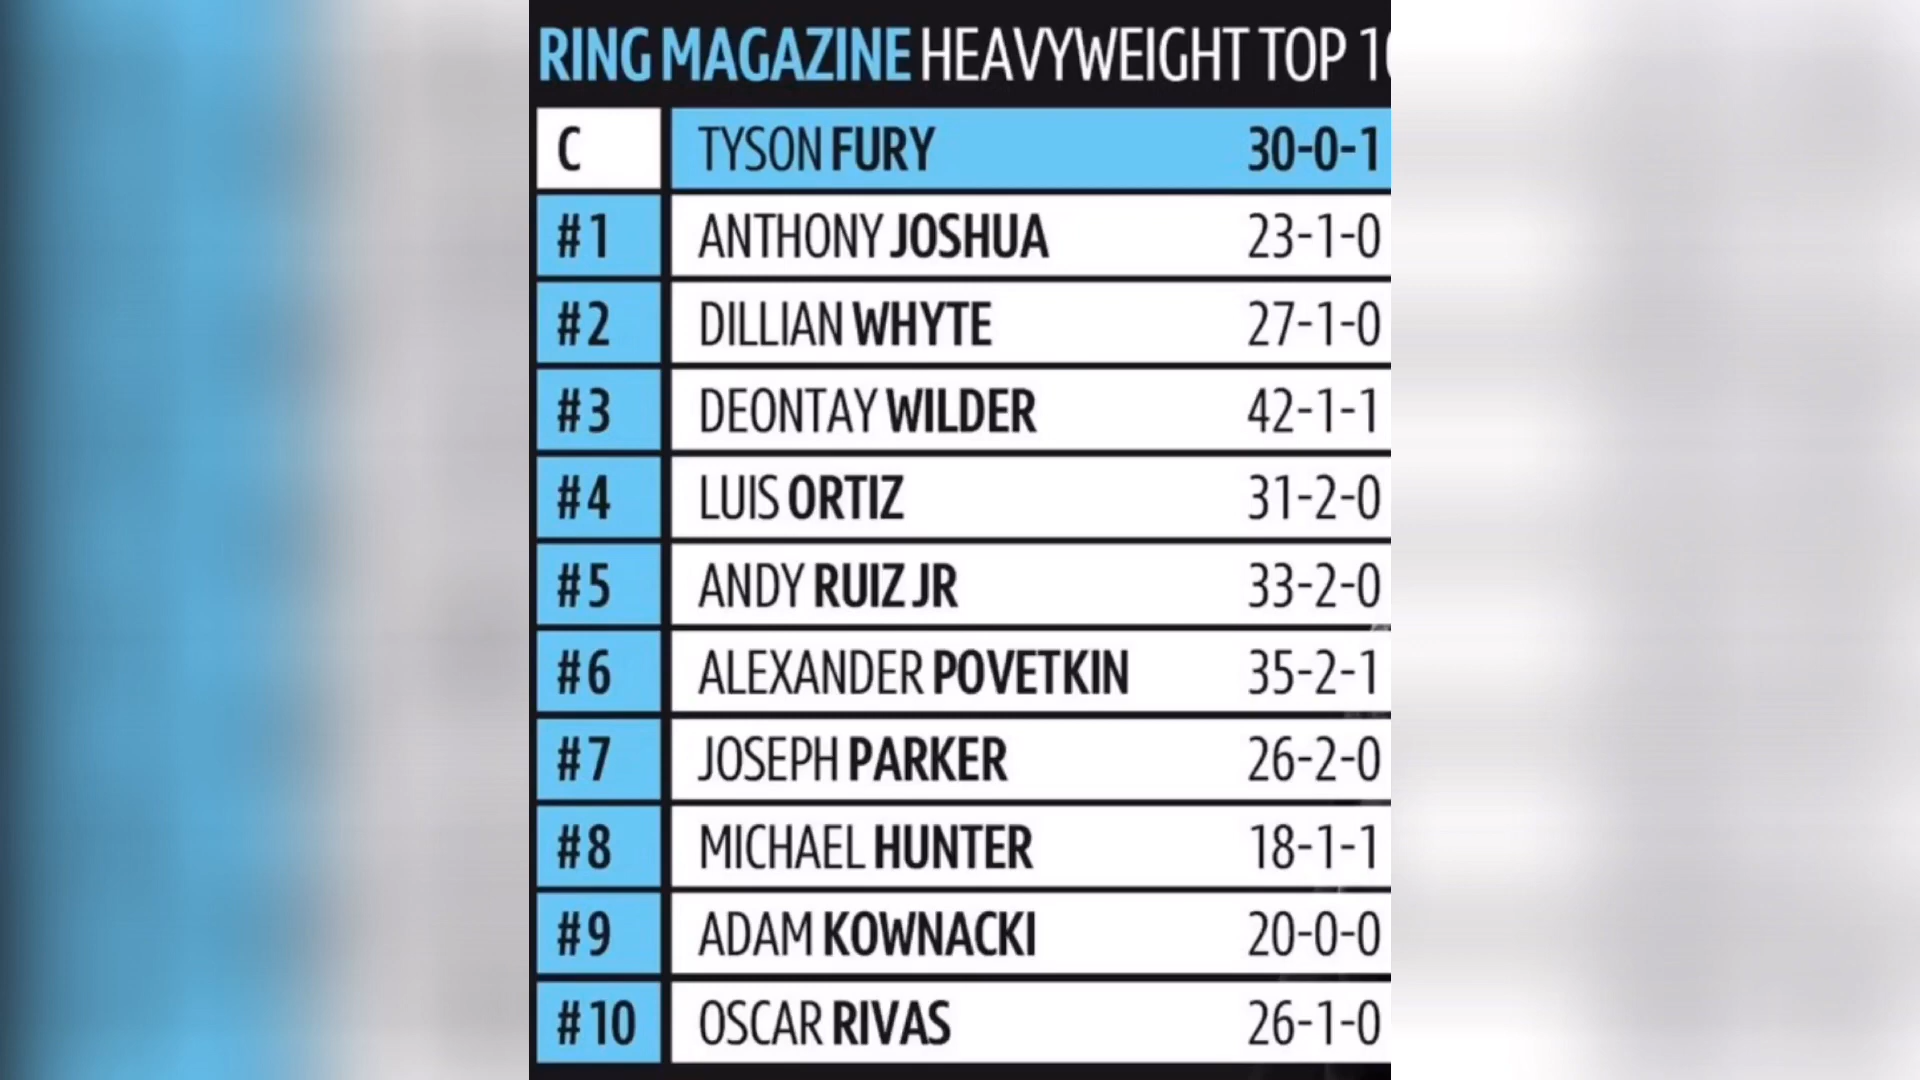 RING MAGAZINE HEAVYWEIGHT TOP 10
C TYSON FURY 30-0-1
#1 ANTHONY JOSHUA 23-1-0
#2 DILLIAN WHYTE 27-1-0
#3 DEONTAY WILDER 42-1-1
#4 LUIS ORTIZ 31-2-0
#5 ANDY RUIZ JR 33-2-0
#6 ALEXANDER POVETKIN 35-2-1
#7 JOSEPH PARKER 26-2-0
#8 MICHAEL HUNTER 18-1-1
#9 ADAM KOWNACKI 20-0-0
#10 OSCAR RIVAS 26-1-0